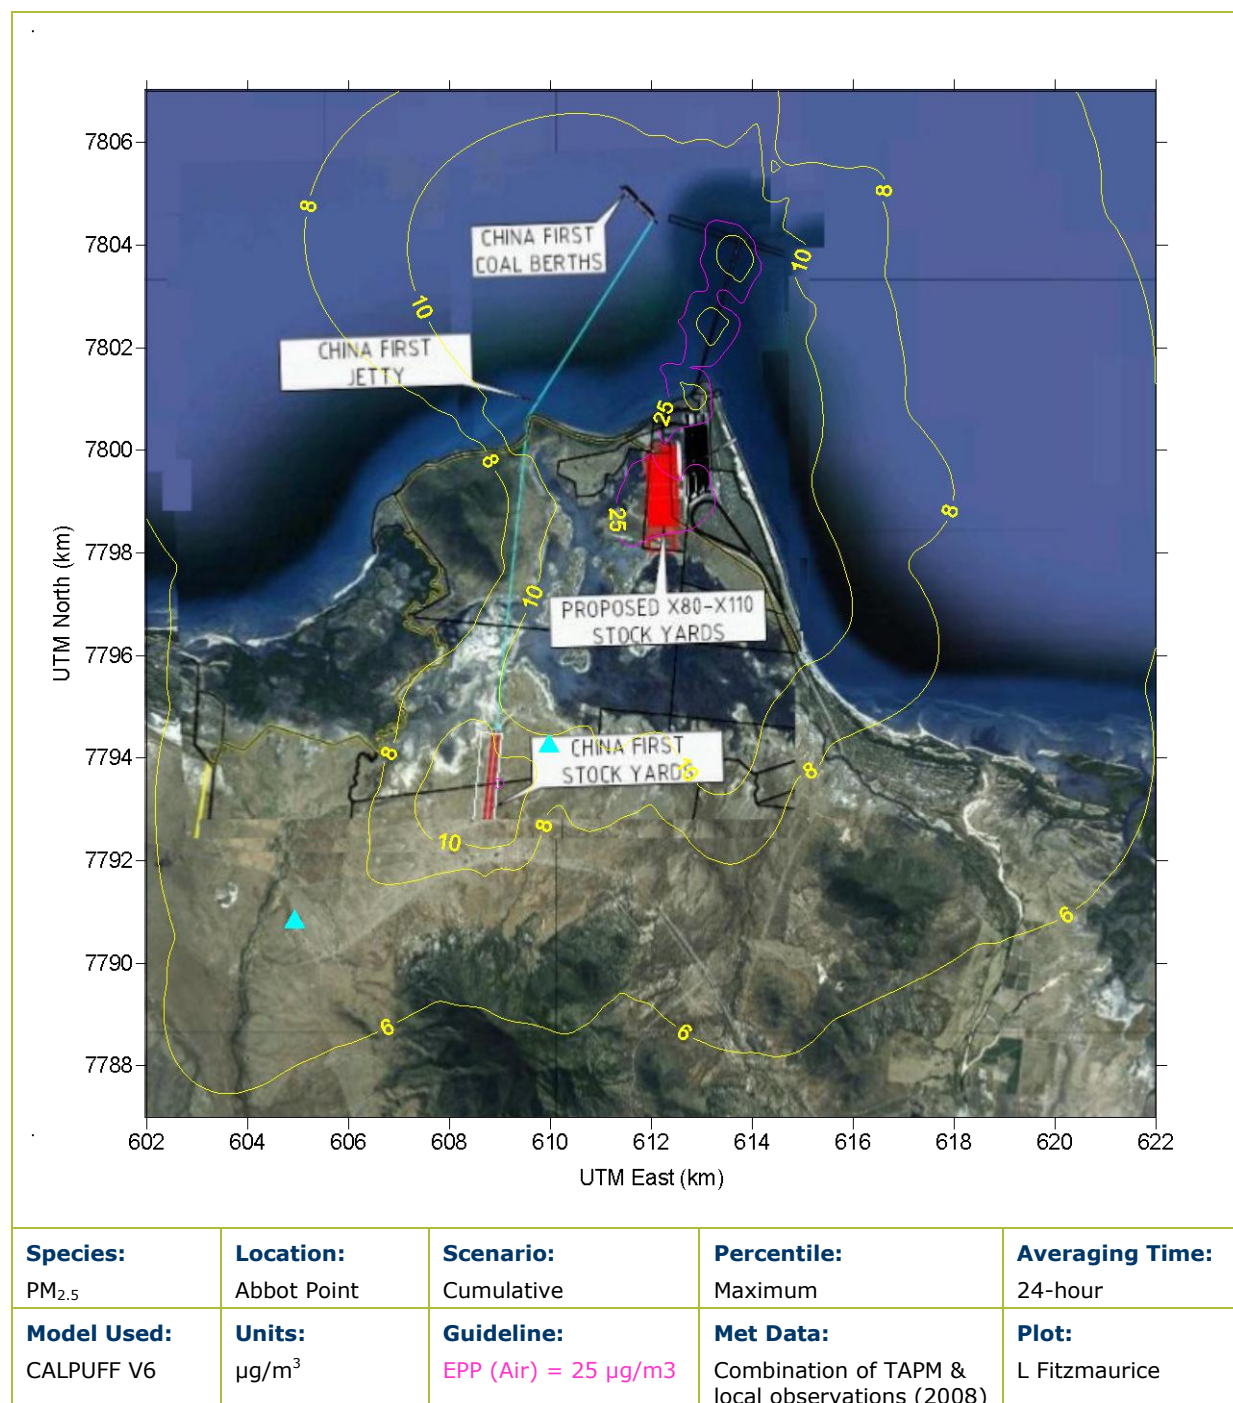 7806
7804
7802
7800
7798
7796
7794
7792
7790
7788
UTM North (km)
8
8
10
10
CHINA FIRST
COAL BERTHS
10
CHINA FIRST
JETTY
25
8
8
25
10
PROPOSED X80-X110
STOCK YARDS
8
CHINA FIRST
STOCK YARDS
10
8
10
8
6
6
6
602
604
606
608
610
612
614
616
618
620
622
UTM East (km)
Species:
PM2.5
Location:
Abbot Point
Scenario:
Cumulative
Percentile:
Maximum
Averaging Time:
24-hour
Model Used:
CALPUFF V6
Units:
µg/m³
Guideline:
EPP (Air) = 25 µg/m3
Met Data:
Combination of TAPM &
local observations (2008)
Plot:
L Fitzmaurice